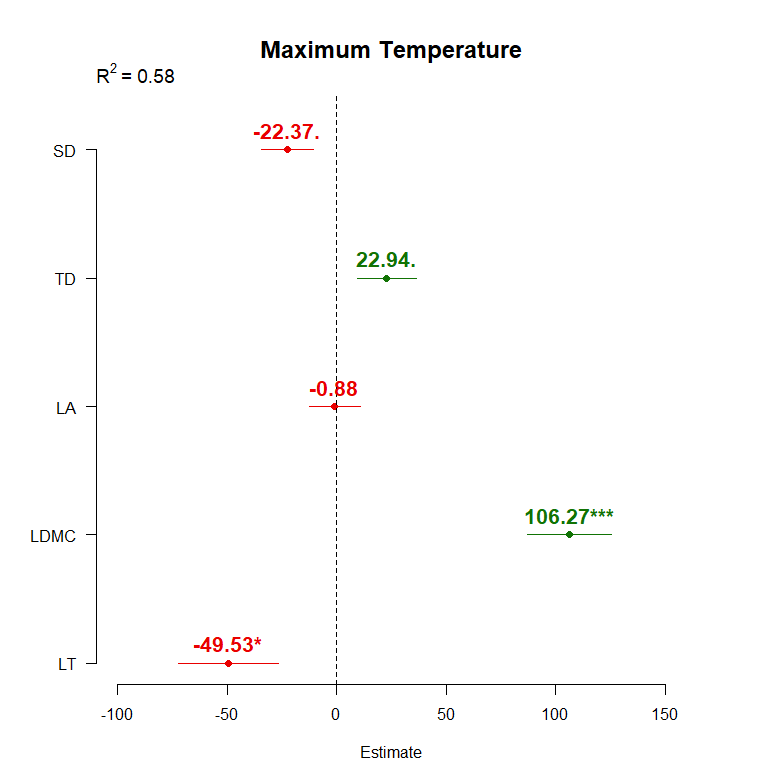 Maximum Temperature
R2 = 0.58
-22.37.
SD
22.94.
TD
-0.88
LA
106.27***
LDMC
-49.53*
LT
-100 -50 0 50 100 150
Estimate